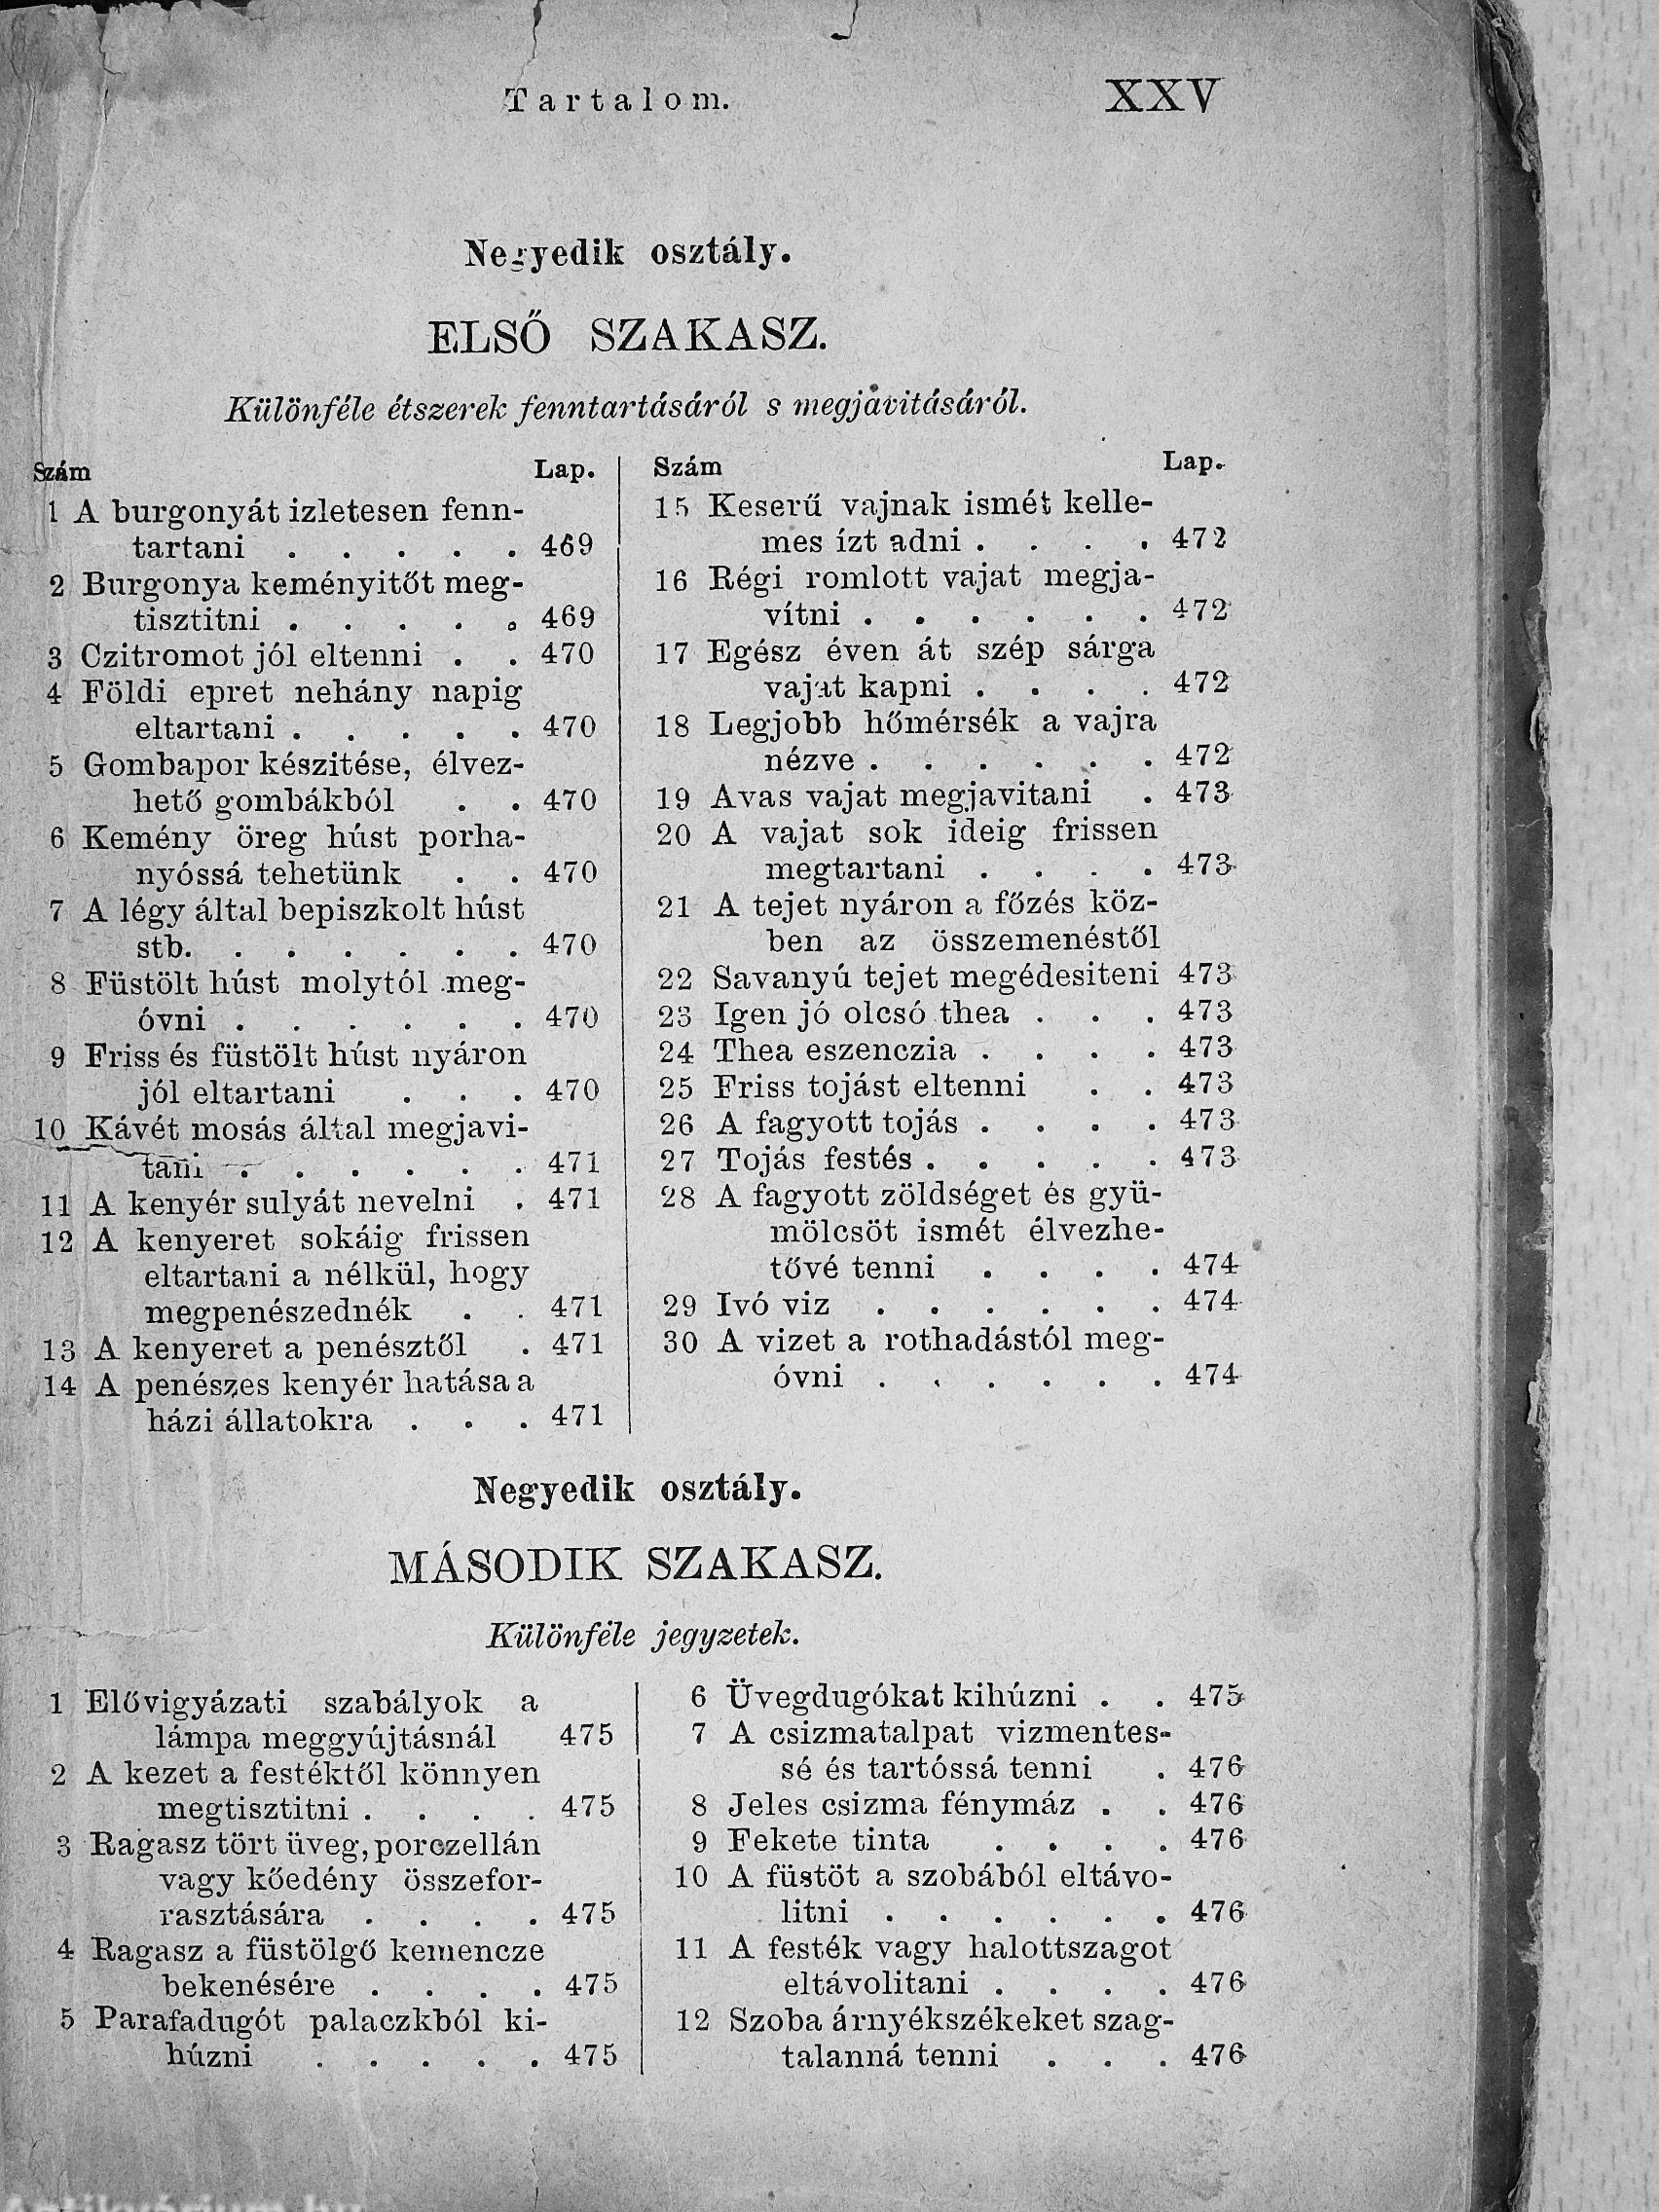 Tartalom. XXV
Negyedik osztály.
ELSŐ SZAKASZ.
Különféle étszerek fenntartásáról s megjavitásáról.
Szám Lap.
1 A burgonyát izletesen fenn-
tartani . . . . . 469
2 Burgonya keményitőt meg-
tisztitni . . . . . 469
3 Czitromot jól eltenni . . 470
4 Földi epret nehány napig
eltartani . . . . . 470
5 Gombapor készitése, élvez-
hető gombákból . . 470
6 Kemény öreg húst porha-
nyóssá tehetünk . . 470
7 A légy által bepiszkolt húst
stb. . . . . . . 470
8 Füstölt húst molytól meg-
óvni . . . . . . 470
9 Friss és füstölt húst nyáron
jól eltartani . . . 470
10 Kávét mosás által megjavi-
tani . . . . . . 471
11 A kenyér sulyát nevelni . 471
12 A kenyeret sokáig frissen
eltartani a nélkül, hogy
megpenészednék . . 471
13 A kenyeret a penésztől . 471
14 A penészes kenyér hatása a
házi állatokra . . . 471
Szám Lap.
15 Keserű vajnak ismét kelle-
mes ízt adni . . . . 472
16 Régi romlott vajat megja-
vítni . . . . . . 472
17 Egész éven át szép sárga
vajat kapni . . . . 472
18 Legjobb hőmérsék a vajra
nézve . . . . . . 472
19 Avas vajat megjavitani . 473
20 A vajat sok ideig frissen
megtartani . . . . 473
21 A tejet nyáron a főzés köz-
ben az összemenéstől
22 Savanyú tejet megédesiteni 473
23 Igen jó olcsó thea . . . 473
24 Thea eszenczia . . . . 473
25 Friss tojást eltenni . . 473
26 A fagyott tojás . . . . 473
27 Tojás festés . . . . . 473
28 A fagyott zöldséget és gyü-
mölcsöt ismét élvezhe-
tővé tenni . . . . 474
29 Ivó viz . . . . . . 474
30 A vizet a rothadástól meg-
óvni . . . . . . 474
Negyedik osztály.
MÁSODIK SZAKASZ.
Különféle jegyzetek.
1 Elővigyázati szabályok a
lámpa meggyújtásnál 475
2 A kezet a festéktől könnyen
megtisztitni . . . . 475
3 Ragasz tört üveg, porczellán
vagy kőedény összefor-
rasztására . . . . 475
4 Ragasz a füstölgő kemencze
bekenésére . . . . 475
5 Parafadugót palaczkból ki-
húzni . . . . . 475
6 Üvegdugókat kihúzni . . 475
7 A csizmatalpat vizmentes-
sé és tartóssá tenni . 476
8 Jeles csizma fénymáz . . 476
9 Fekete tinta . . . . 476
10 A füstöt a szobából eltávo-
litni . . . . . . 476
11 A festék vagy halottszagot
eltávolitani . . . . 476
12 Szoba árnyékszékeket szag-
talanná tenni . . . 476